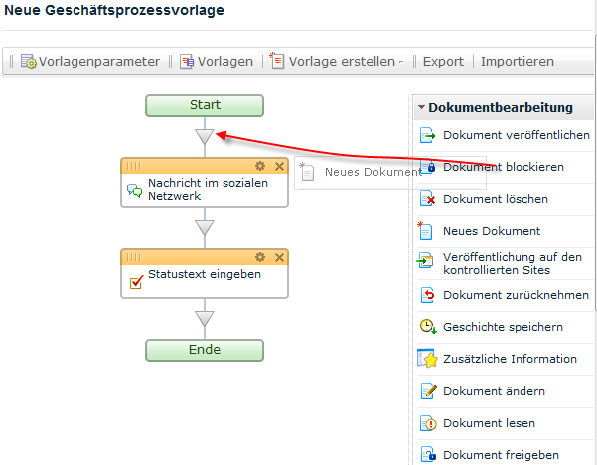 Neue Geschäftsprozessvorlage
Vorlagenparameter Vorlagen Vorlage erstellen Export Importieren
Start
Nachricht im sozialen
Netzwerk
Statustext eingeben
Ende
Neues Dokument
Dokumentbearbeitung
Dokument veröffentlichen
Dokument blockieren
Dokument löschen
Neues Dokument
Veröffentlichung auf den
kontrollierten Sites
Dokument zurücknehmen
Geschichte speichern
Zusätzliche Information
Dokument ändern
Dokument lesen
Dokument freigeben